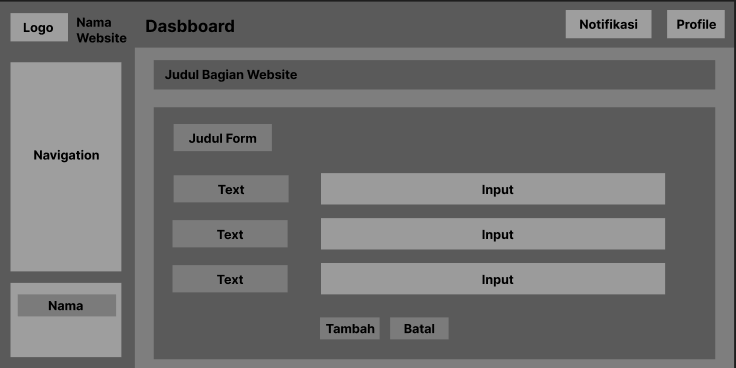 Logo
Nama
Website
Dasbboard
Notifikasi
Profile
Navigation
Nama
Judul Bagian Website
Judul Form
Text
Input
Text
Input
Text
Input
Tambah
Batal